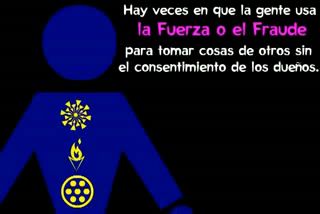 Hay veces en que la gente usa
la Fuerza o el Fraude
para tomar cosas de otros sin
el consentimiento de los dueños.